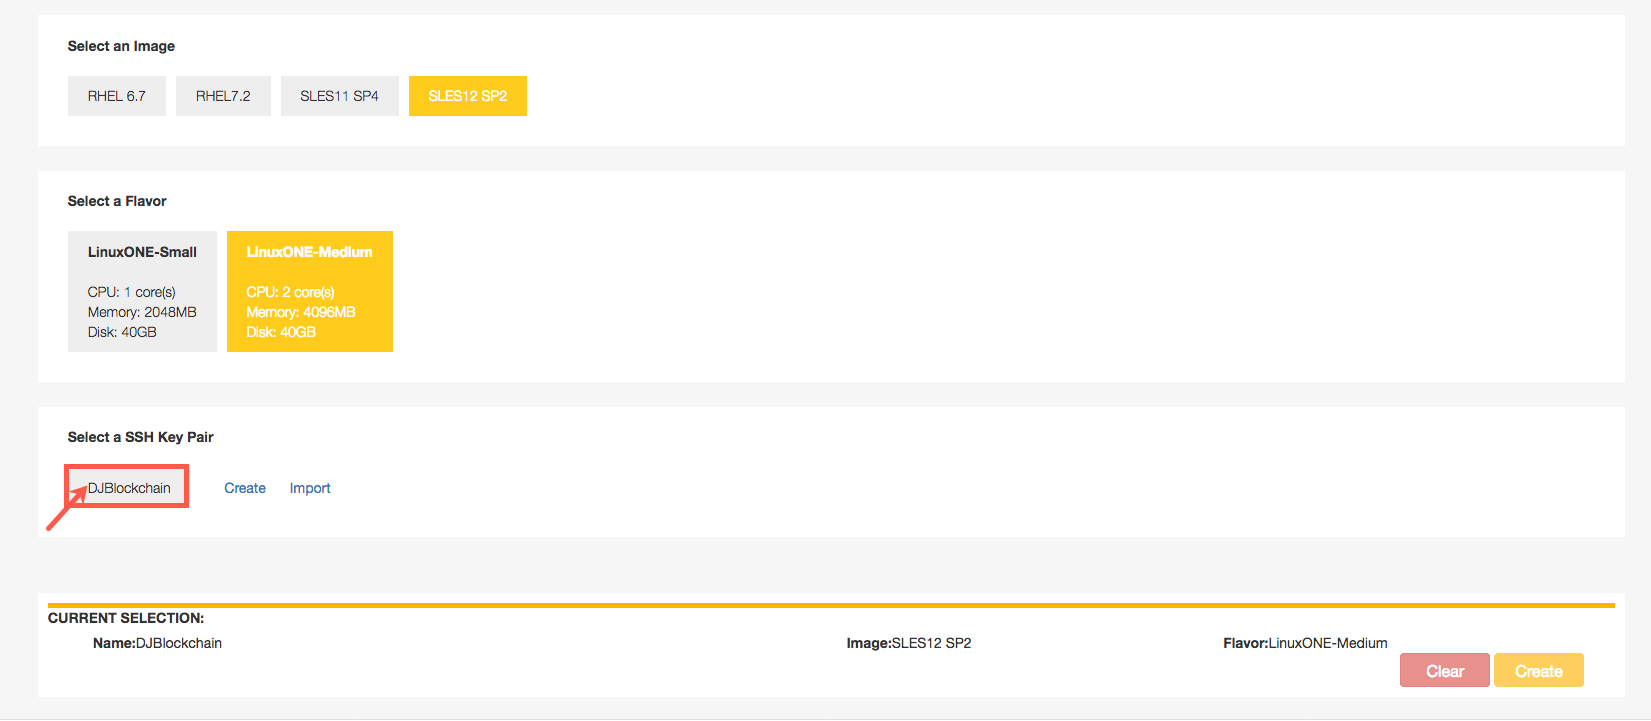 Select an Image
RHEL 6.7 RHEL7.2 SLES11 SP4 SLES12 SP2
Select a Flavor
LinuxONE-Small LinuxONE-Medium
CPU: 1 core(s) CPU: 2 core(s)
Memory: 2048MB Memory: 4096MB
Disk: 40GB Disk: 40GB
Select a SSH Key Pair
DJBlockchain Create Import
CURRENT SELECTION:
Name:DJBlockchain Image:SLES12 SP2 Flavor:LinuxONE-Medium
Clear Create